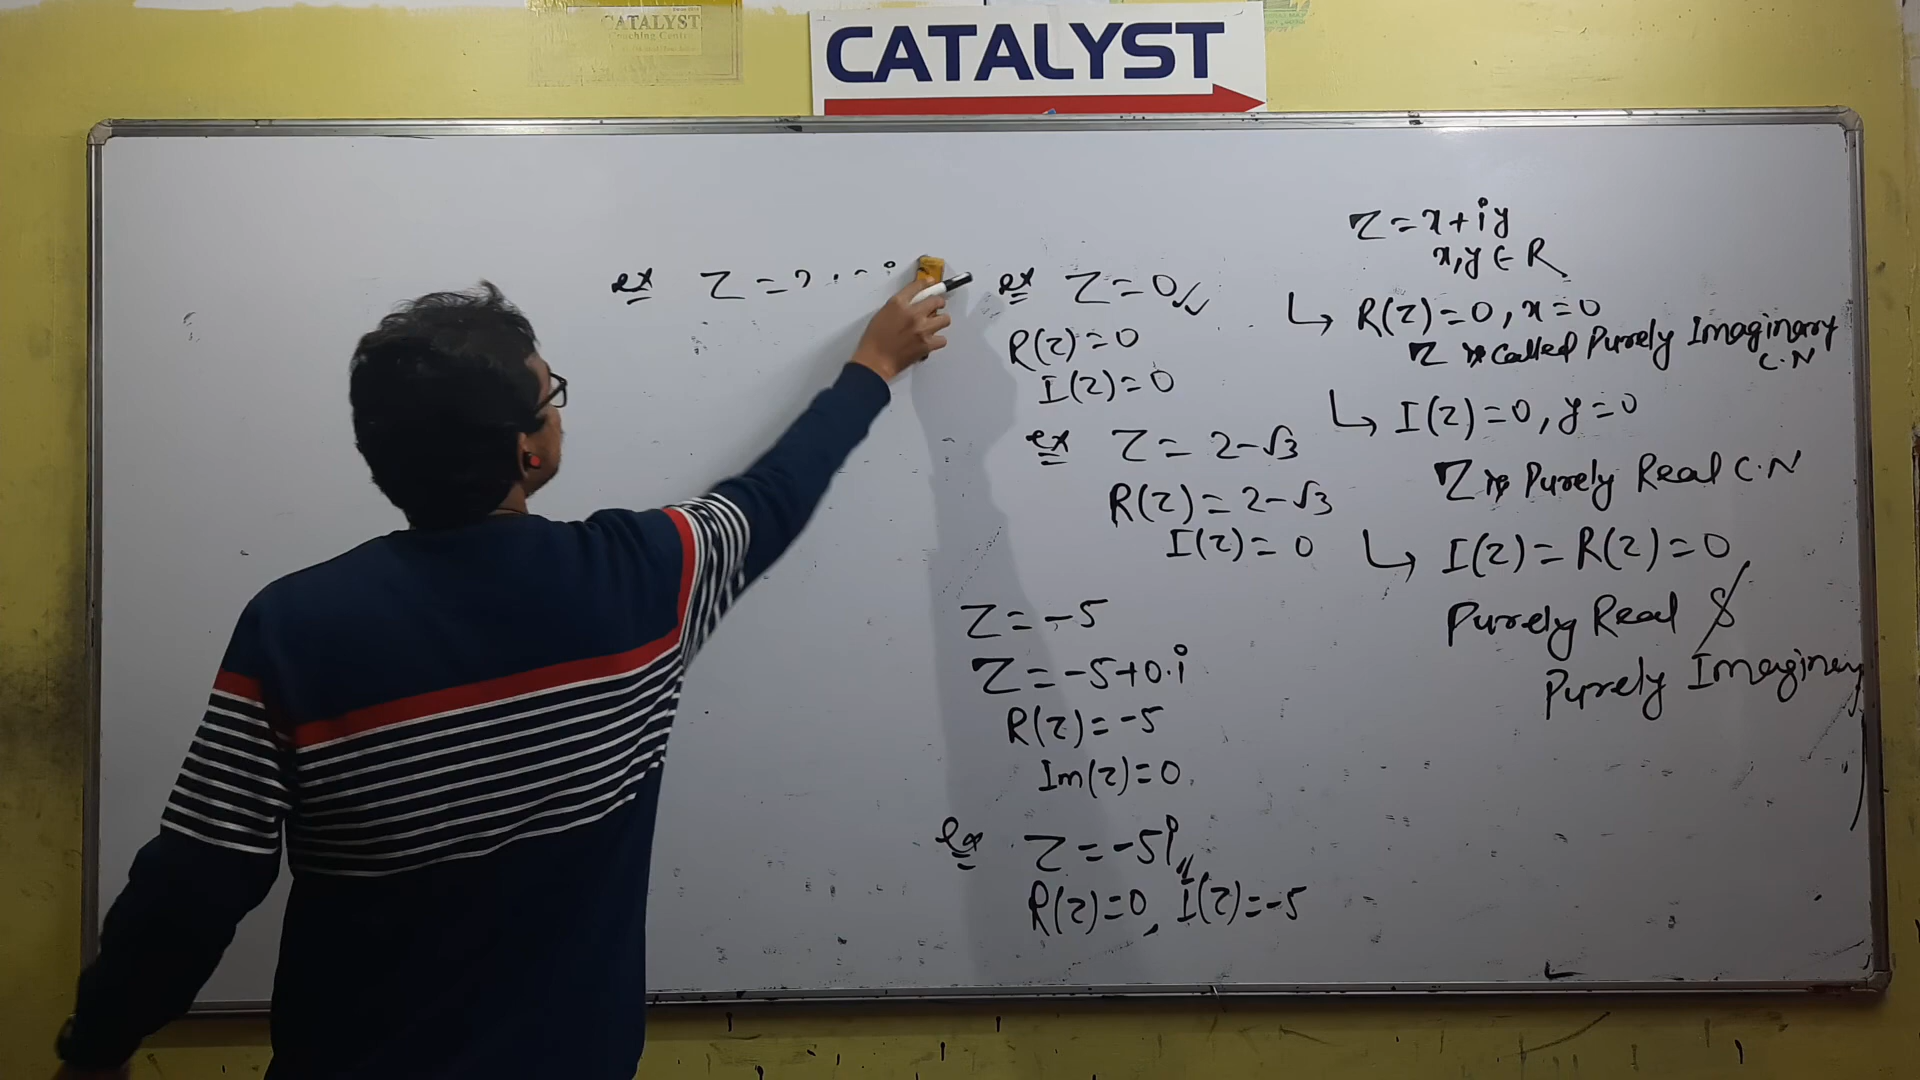 CATALYST
Coaching Centre
CATALYST
ex Z =
ex Z = 0
R(z) = 0
I(z) = 0
ex Z = 2-√3
R(z) = 2-√3
I(z) = 0
Z = -5
Z = -5+0.i
R(z) = -5
Im(z) = 0
ex Z = -5i
R(z) = 0, I(z) = -5
Z = x + iy
x, y ∈ R
↳ R(z) = 0, x = 0
Z is called Purely Imaginary
C.N
↳ I(z) = 0, y = 0
Z is Purely Real C.N
↳ I(z) = R(z) = 0
Purely Real &
Purely Imaginary